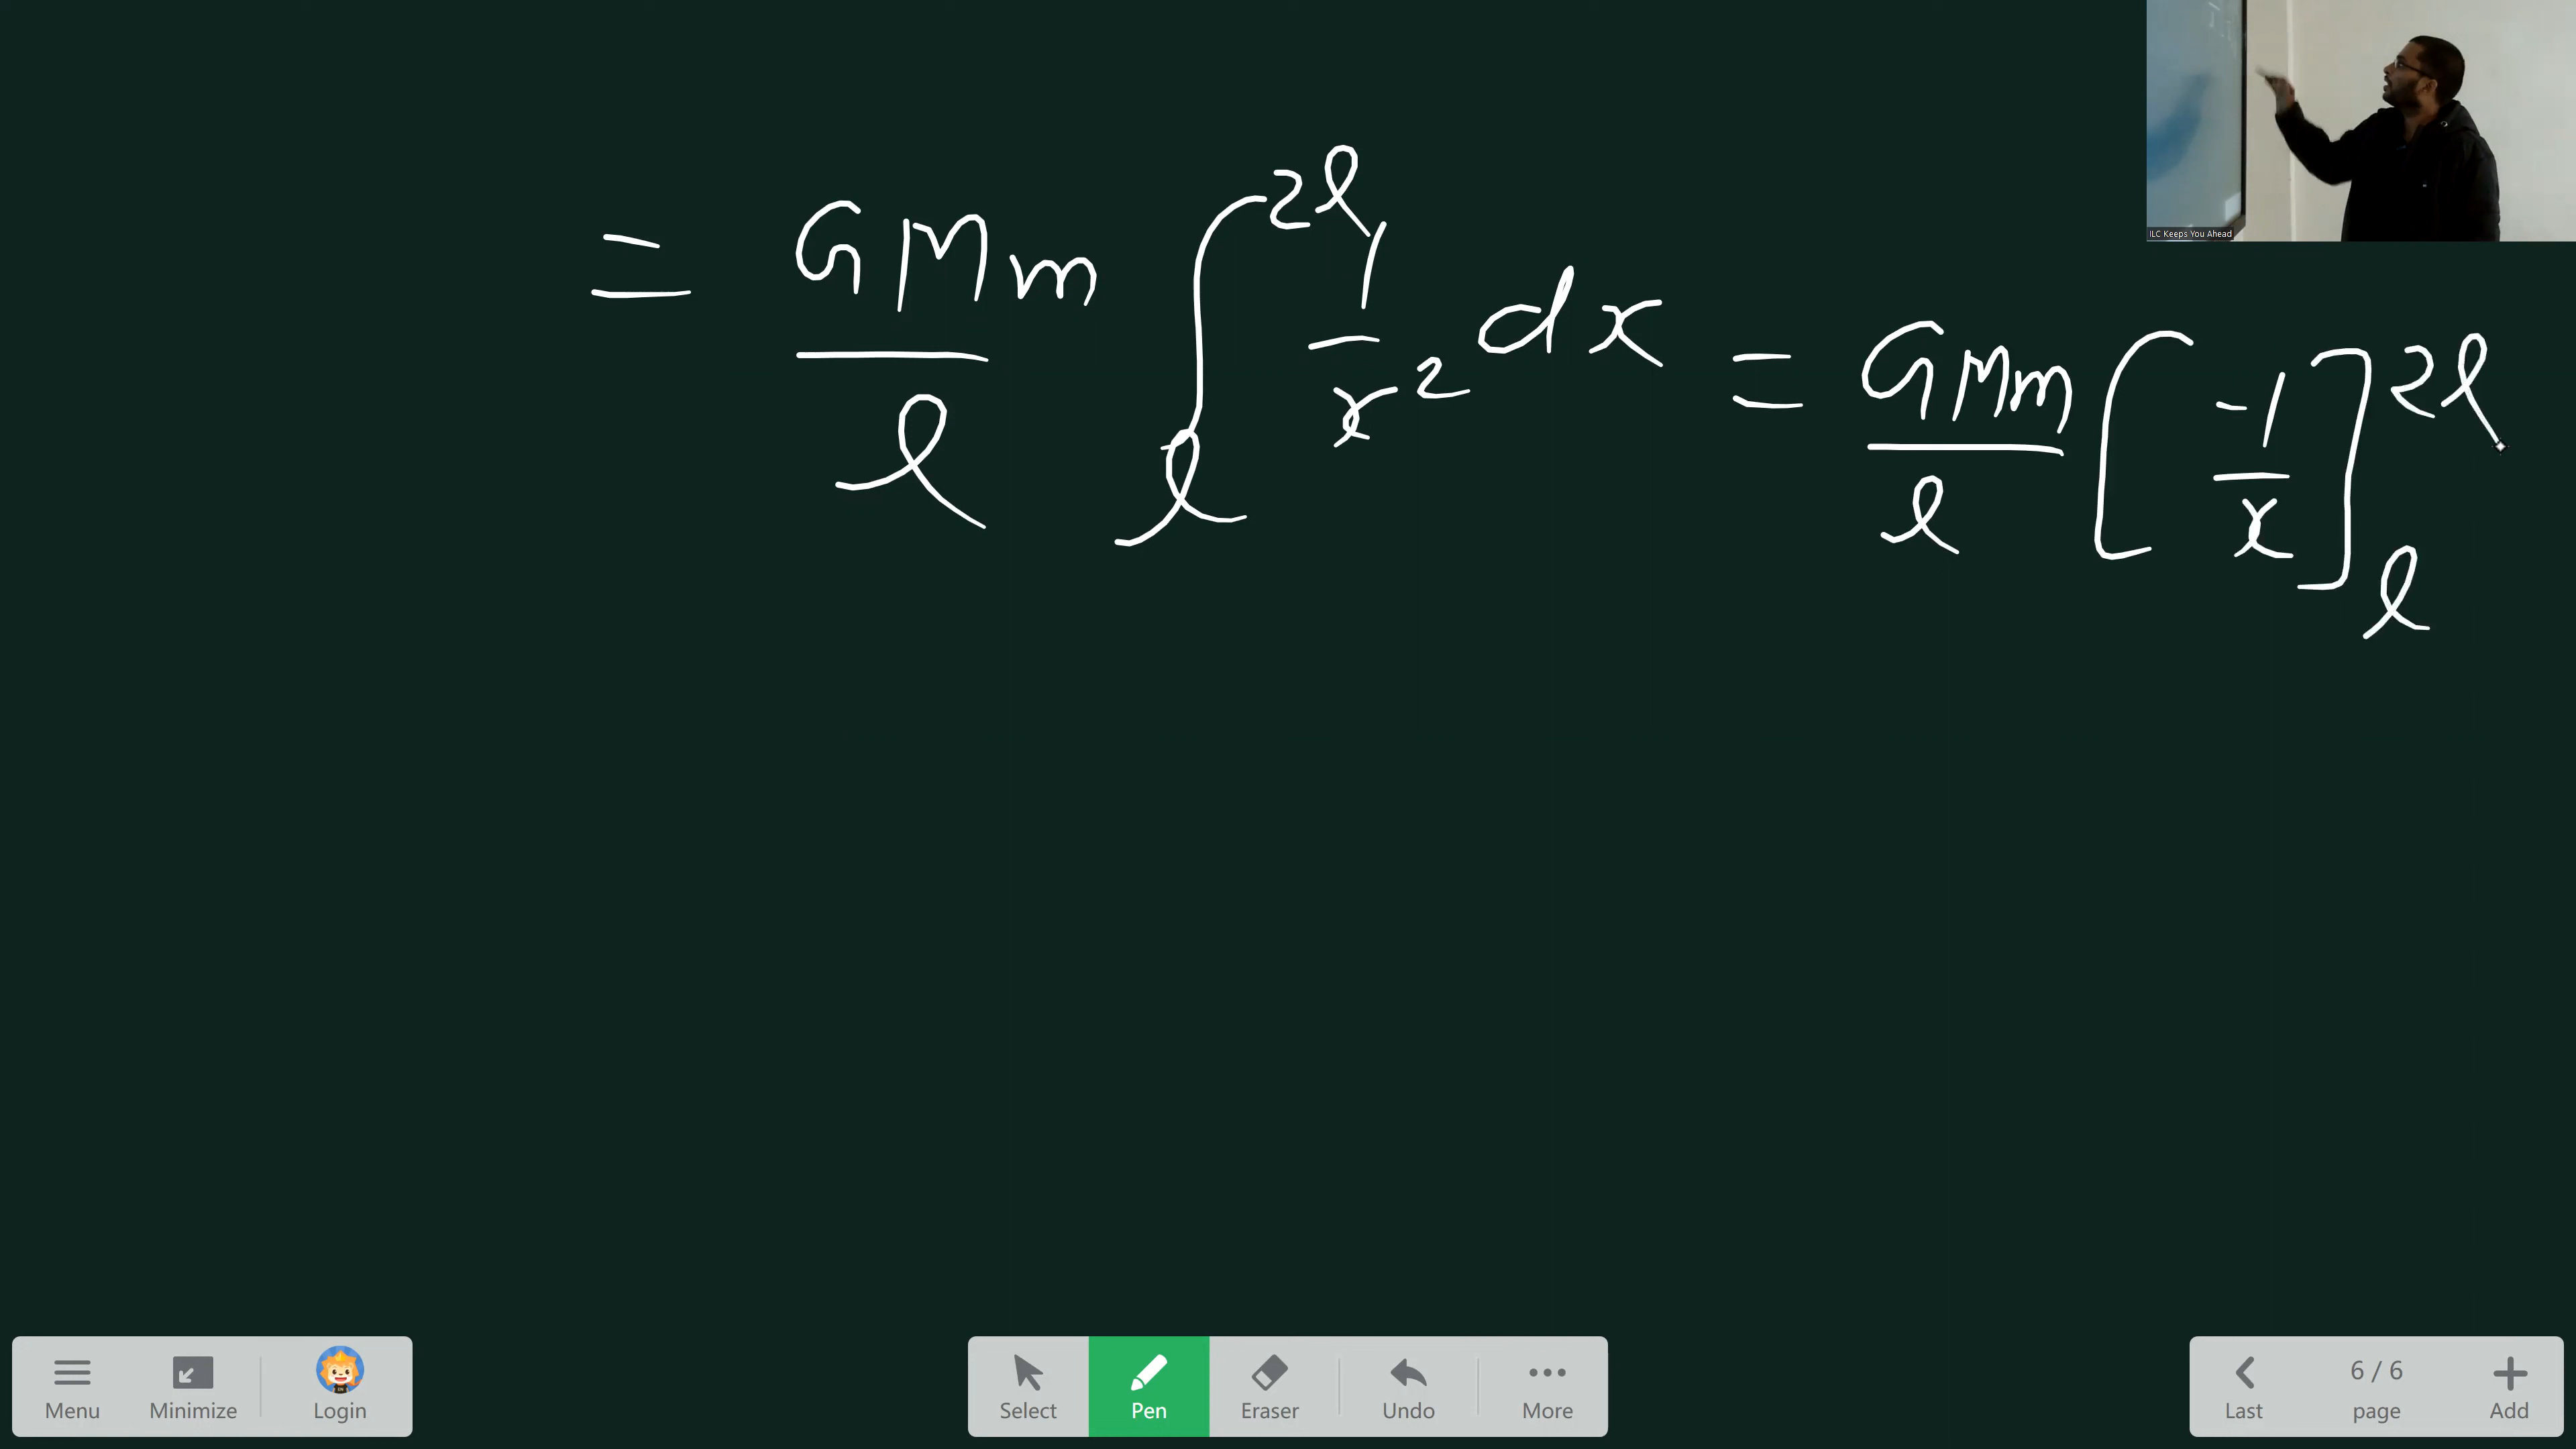 ILC Keeps You Ahead
= GMm/l ∫_l^{2l} 1/x² dx = GMm/l [-1/x]_l^{2l}
Menu Minimize Login Select Pen Eraser Undo More Last 6 / 6 page Add